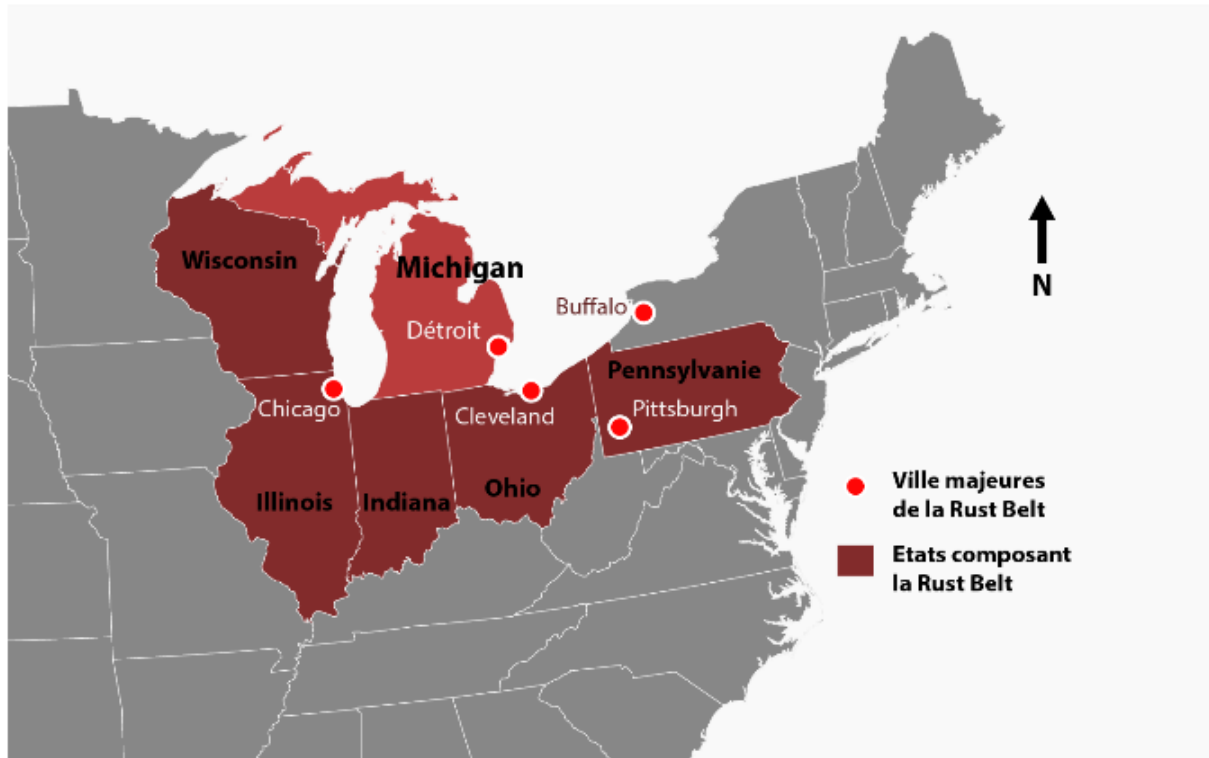 Wisconsin
Michigan
N
Buffalo
Détroit
Pennsylvanie
Chicago
Cleveland
Pittsburgh
Illinois
Indiana
Ohio
Ville majeures
de la Rust Belt
Etats composant
la Rust Belt